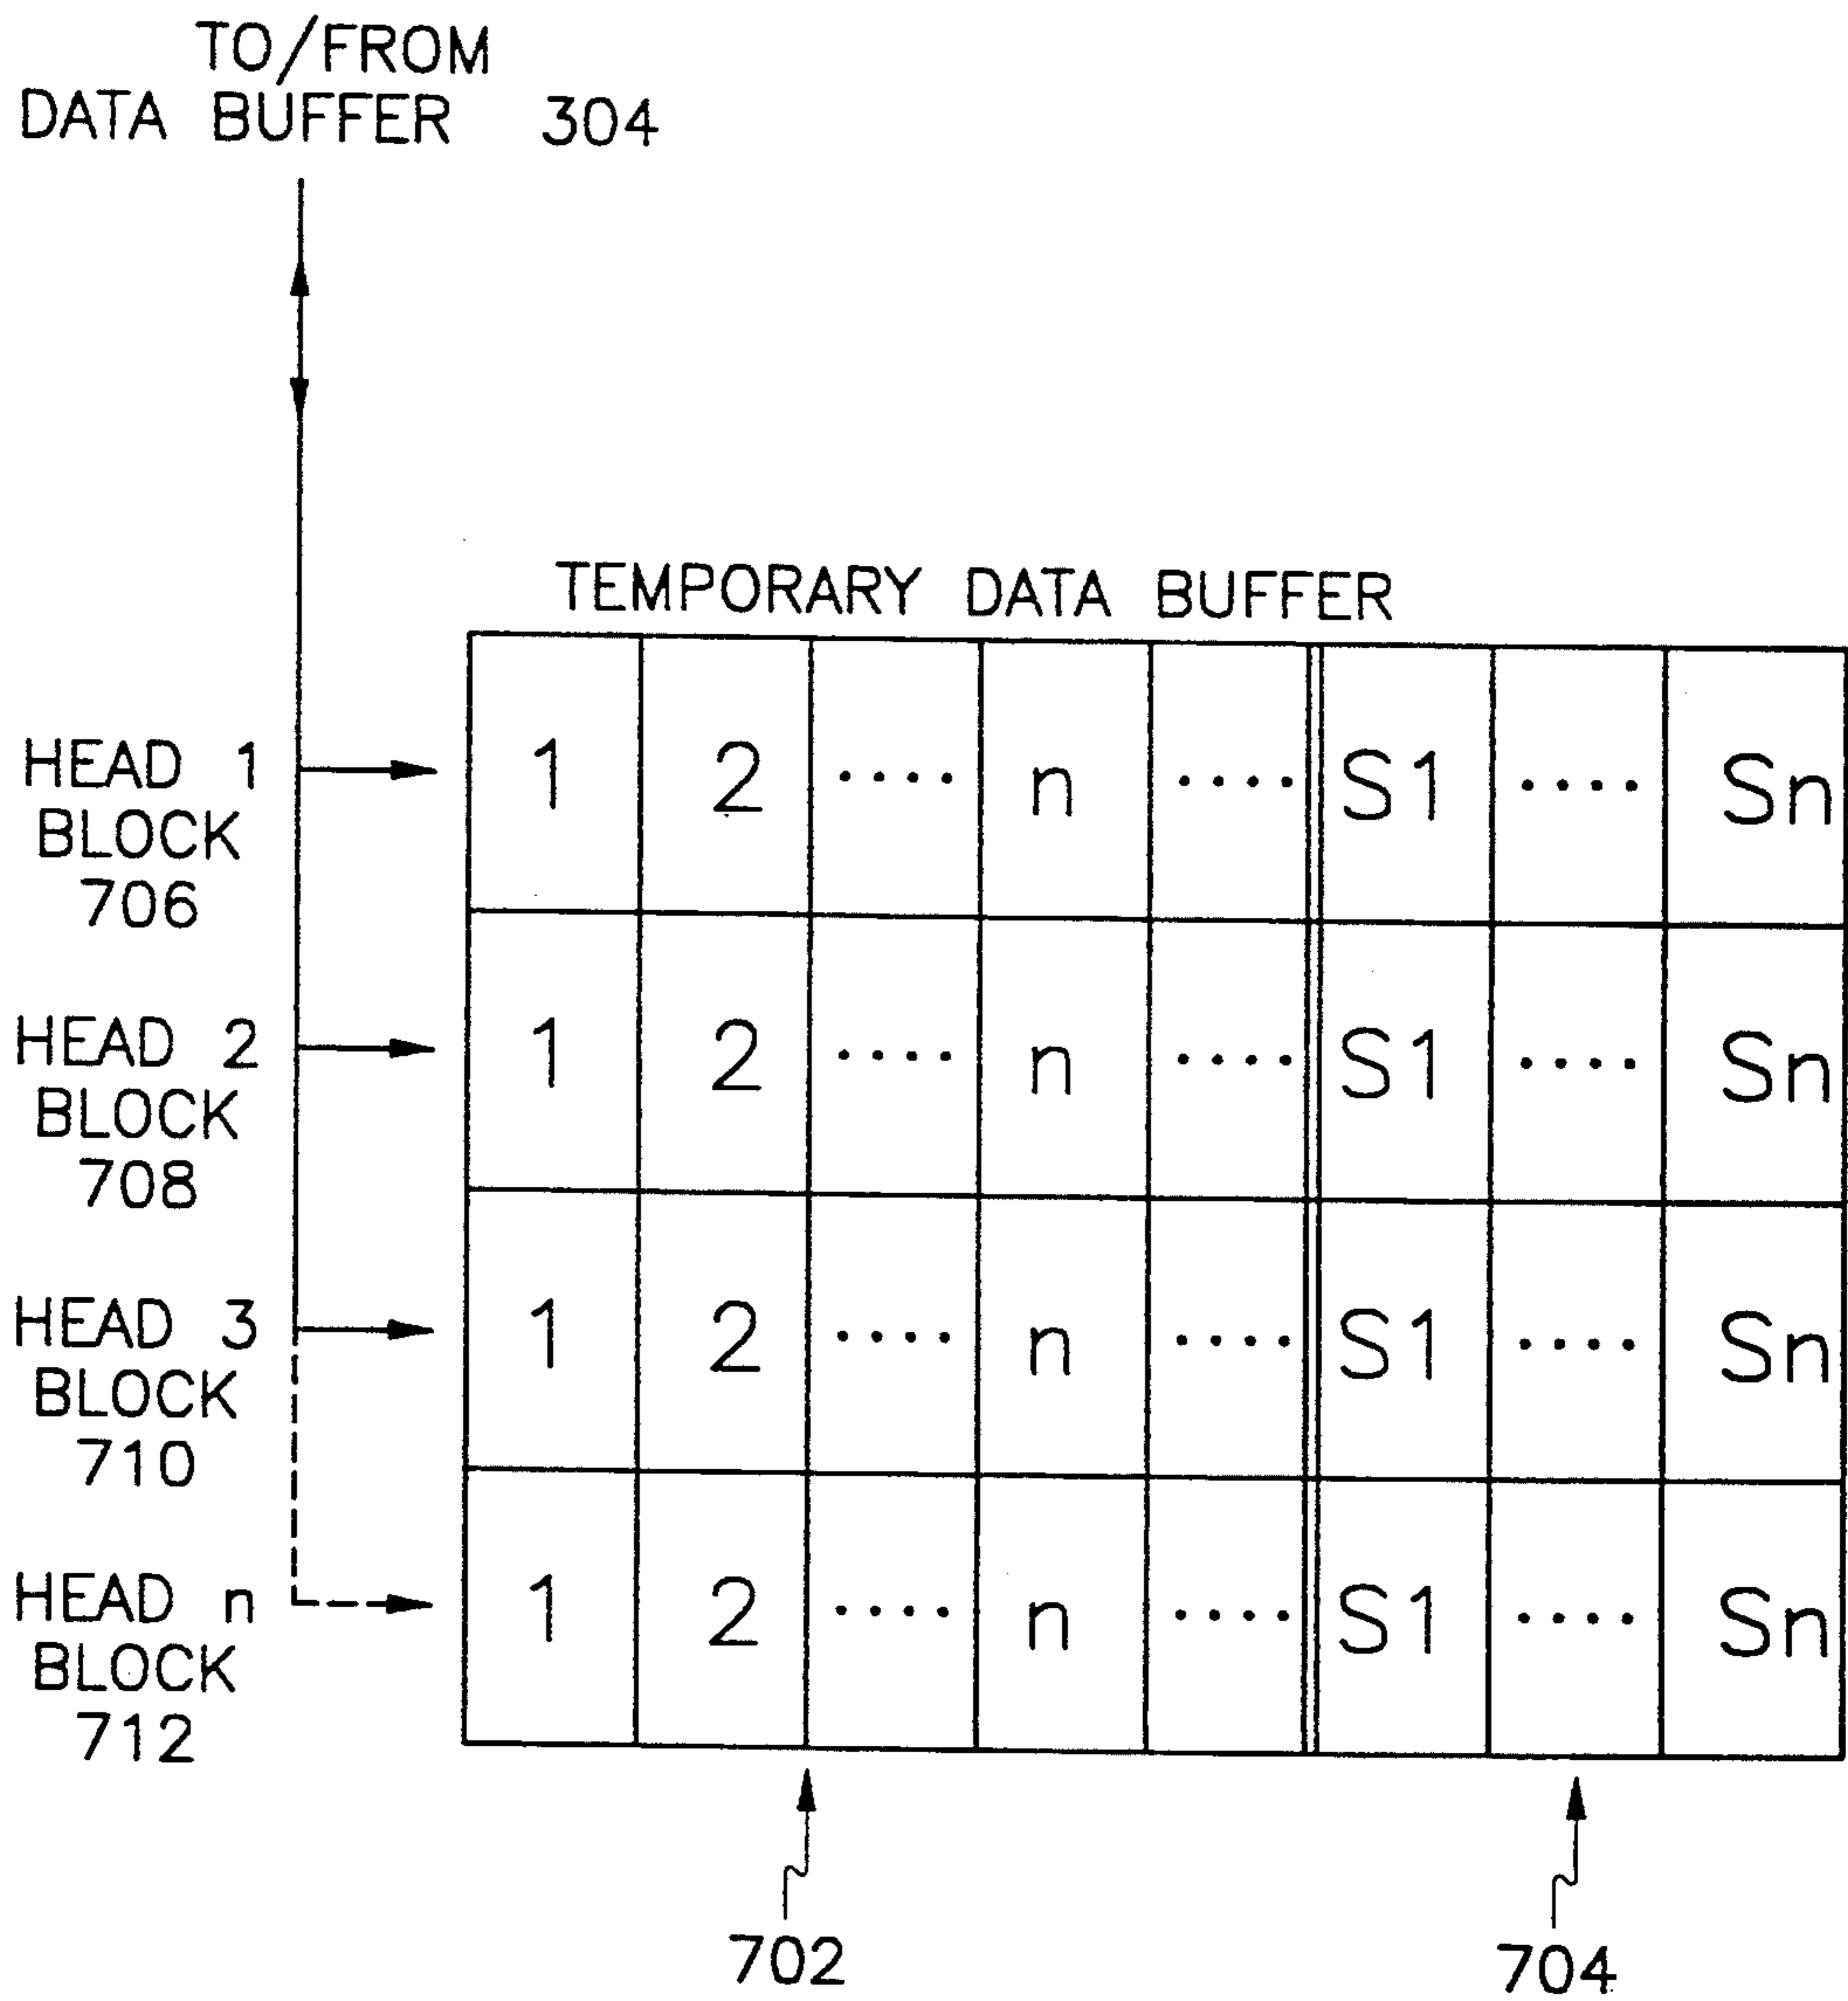 TO/FROM
DATA BUFFER 304
TEMPORARY DATA BUFFER
HEAD 1
BLOCK
706
1 2 .... n .... S1 .... Sn
HEAD 2
BLOCK
708
1 2 .... n .... S1 .... Sn
HEAD 3
BLOCK
710
1 2 .... n .... S1 .... Sn
HEAD n
BLOCK
712
1 2 .... n .... S1 .... Sn
702
704